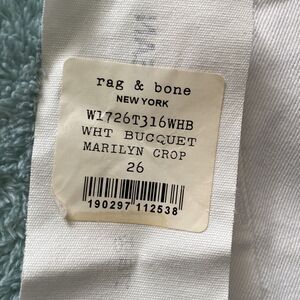 rag & bone
NEW YORK
W1726T316WHB
WHT BUCQUET
MARILYN CROP
26
190297 112538